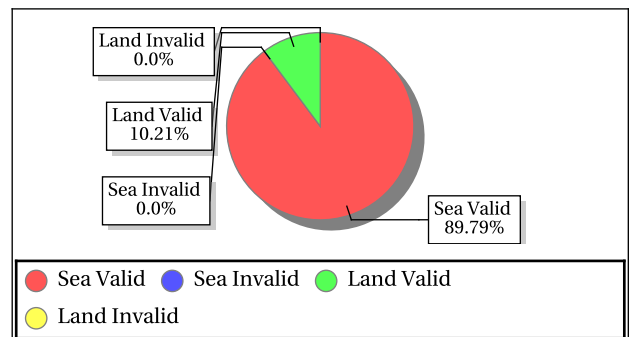 Land Invalid
0.0%
Land Valid
10.21%
Sea Invalid
0.0%
Sea Valid
89.79%
Sea Valid Sea Invalid Land Valid
Land Invalid